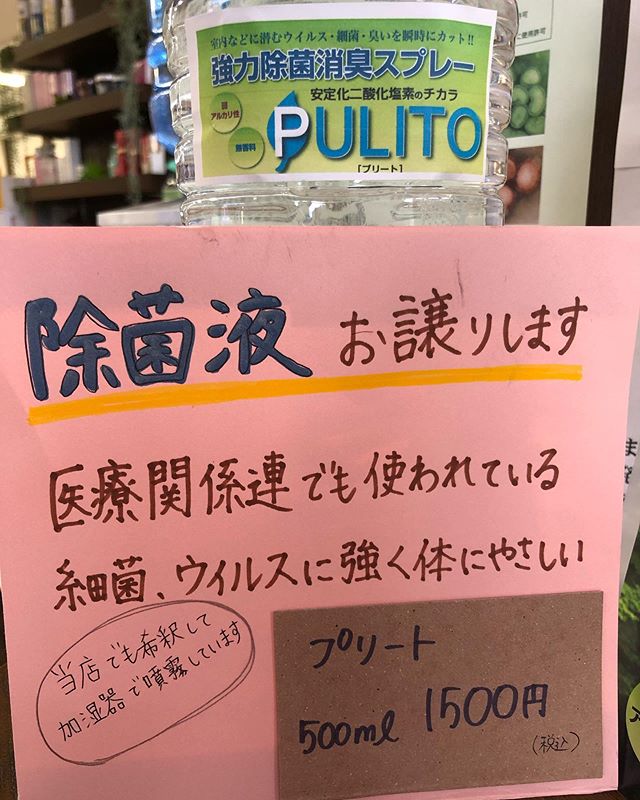 室内などに潜むウイルス・細菌・臭いを瞬時にカット!!
強力除菌消臭スプレー
安定化二酸化塩素のチカラ
弱
アルカリ性
無香料
PULITO
[プリート]
除菌液 お譲りします
医療関係連でも使われている
細菌、ウイルスに強く体にやさしい
当店でも希釈して
加湿器で噴霧しています
プリート
500ml 1500円
(税込)